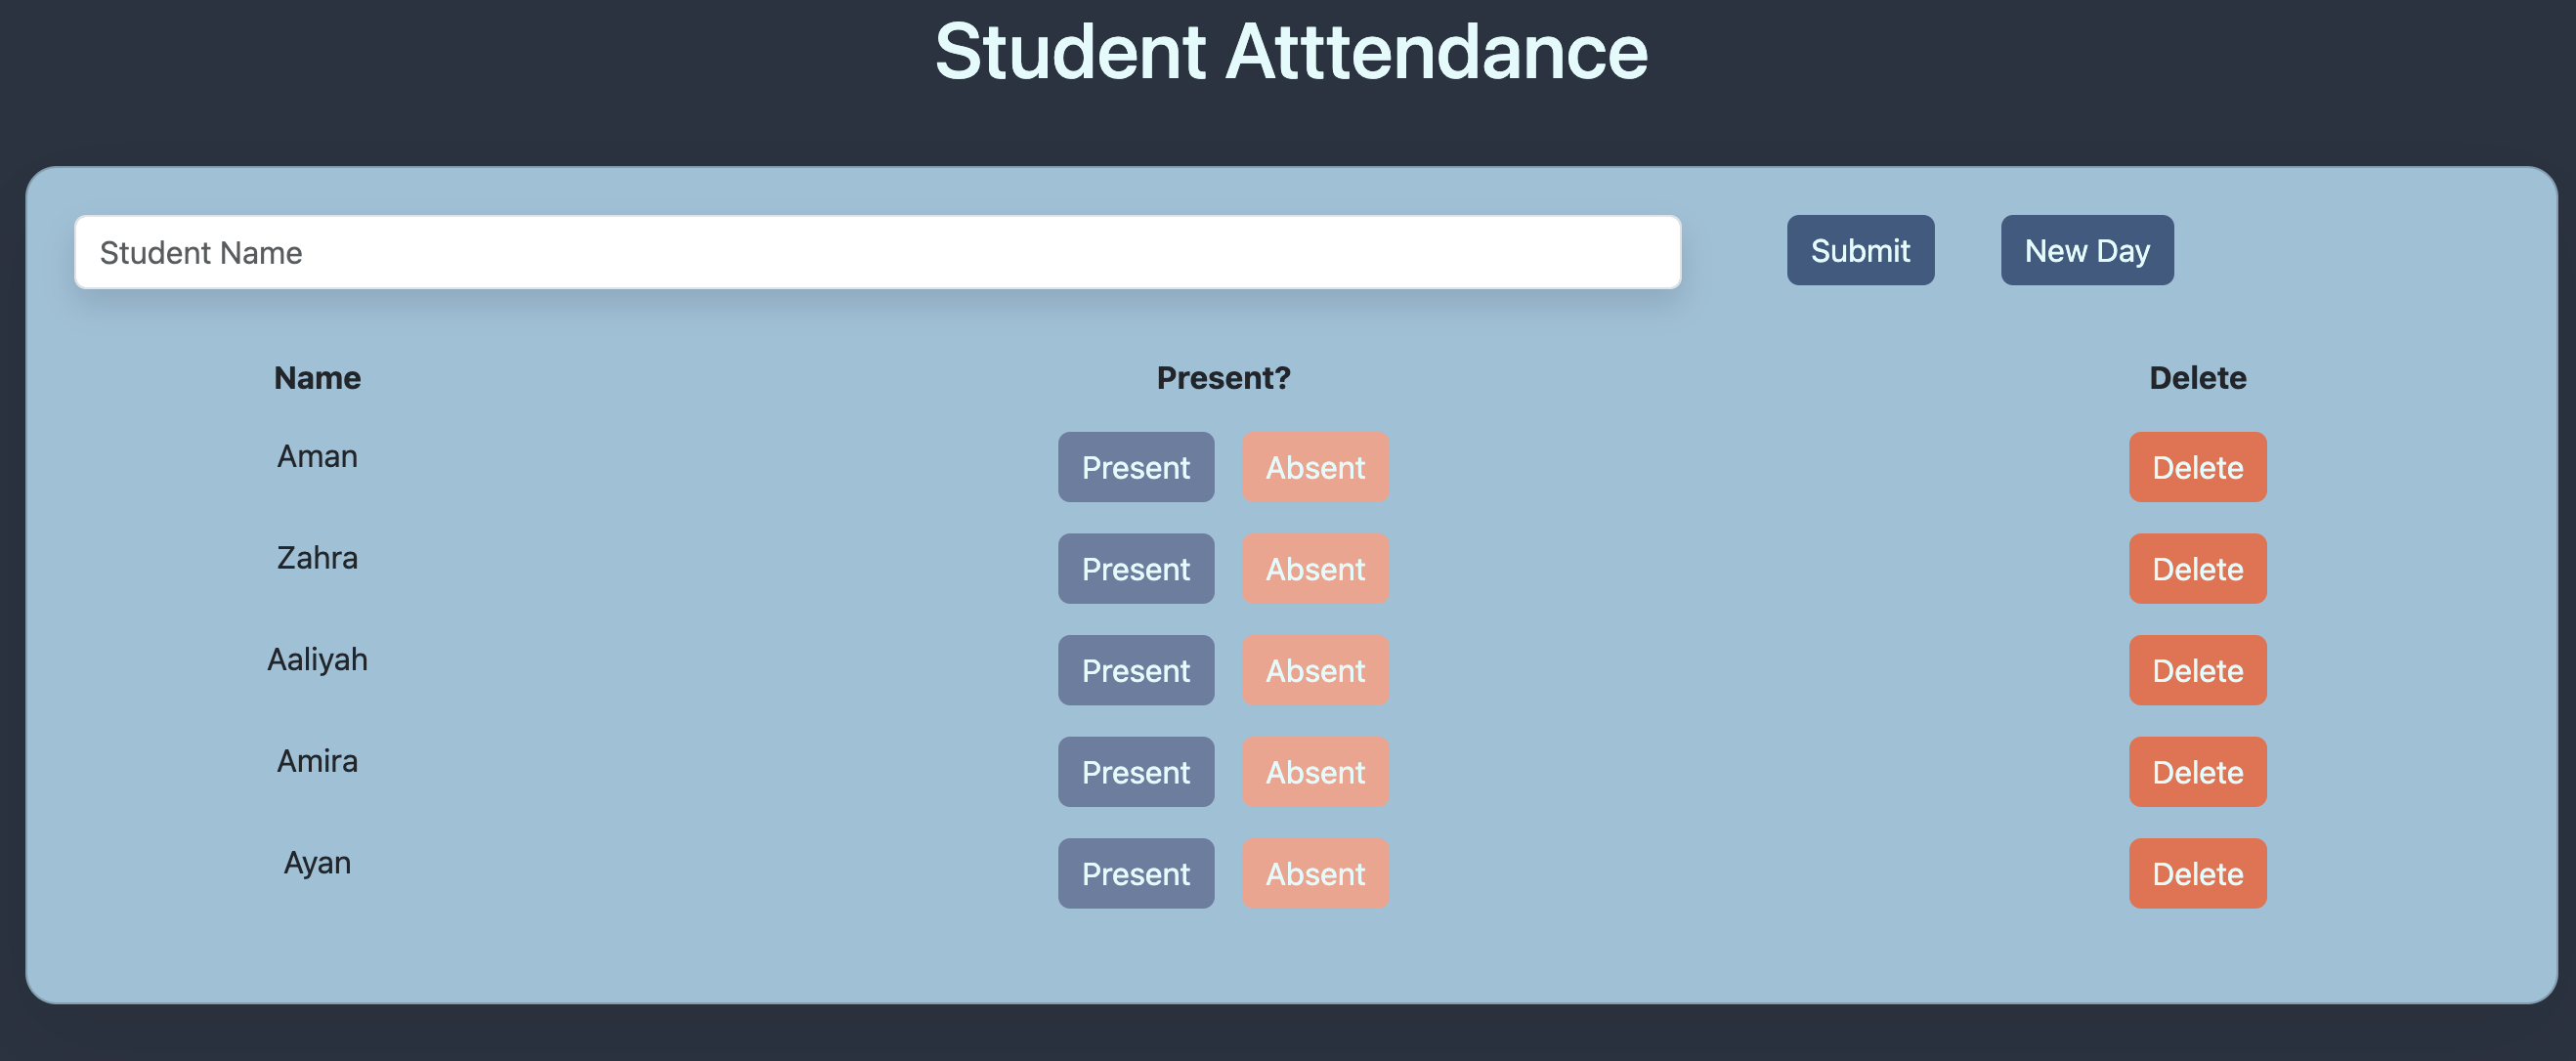 Student Atttendance
Student Name Submit New Day
Name Present? Delete
Aman Present Absent Delete
Zahra Present Absent Delete
Aaliyah Present Absent Delete
Amira Present Absent Delete
Ayan Present Absent Delete